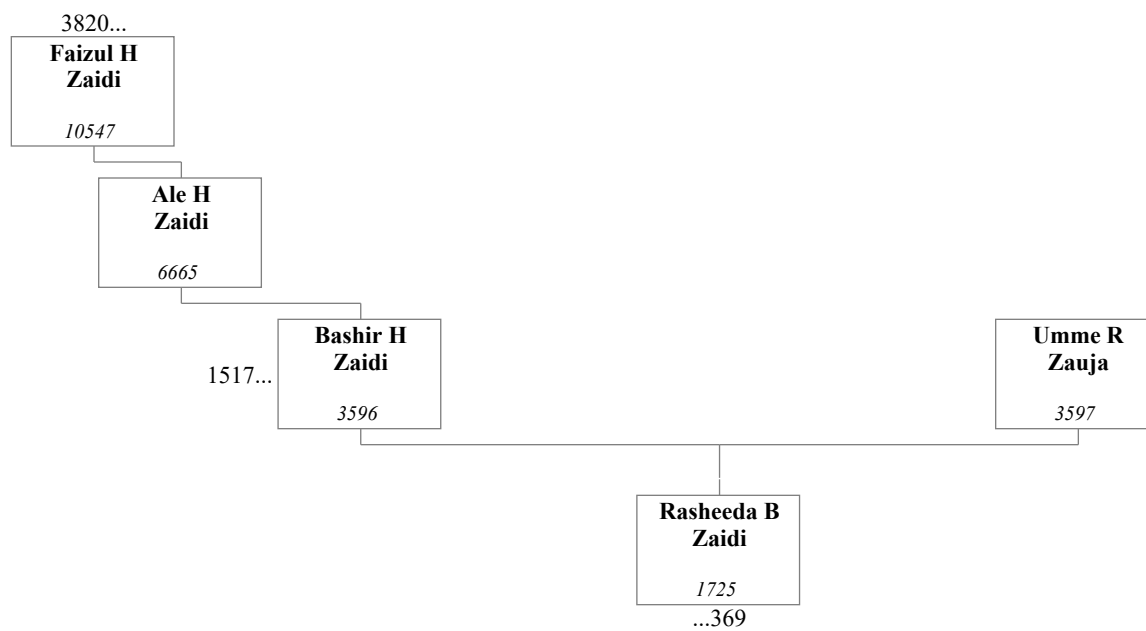 3820...
Faizul H
Zaidi
10547
Ale H
Zaidi
6665
Bashir H
Zaidi
3596
1517...
Umme R
Zauja
3597
Rasheeda B
Zaidi
1725
...369